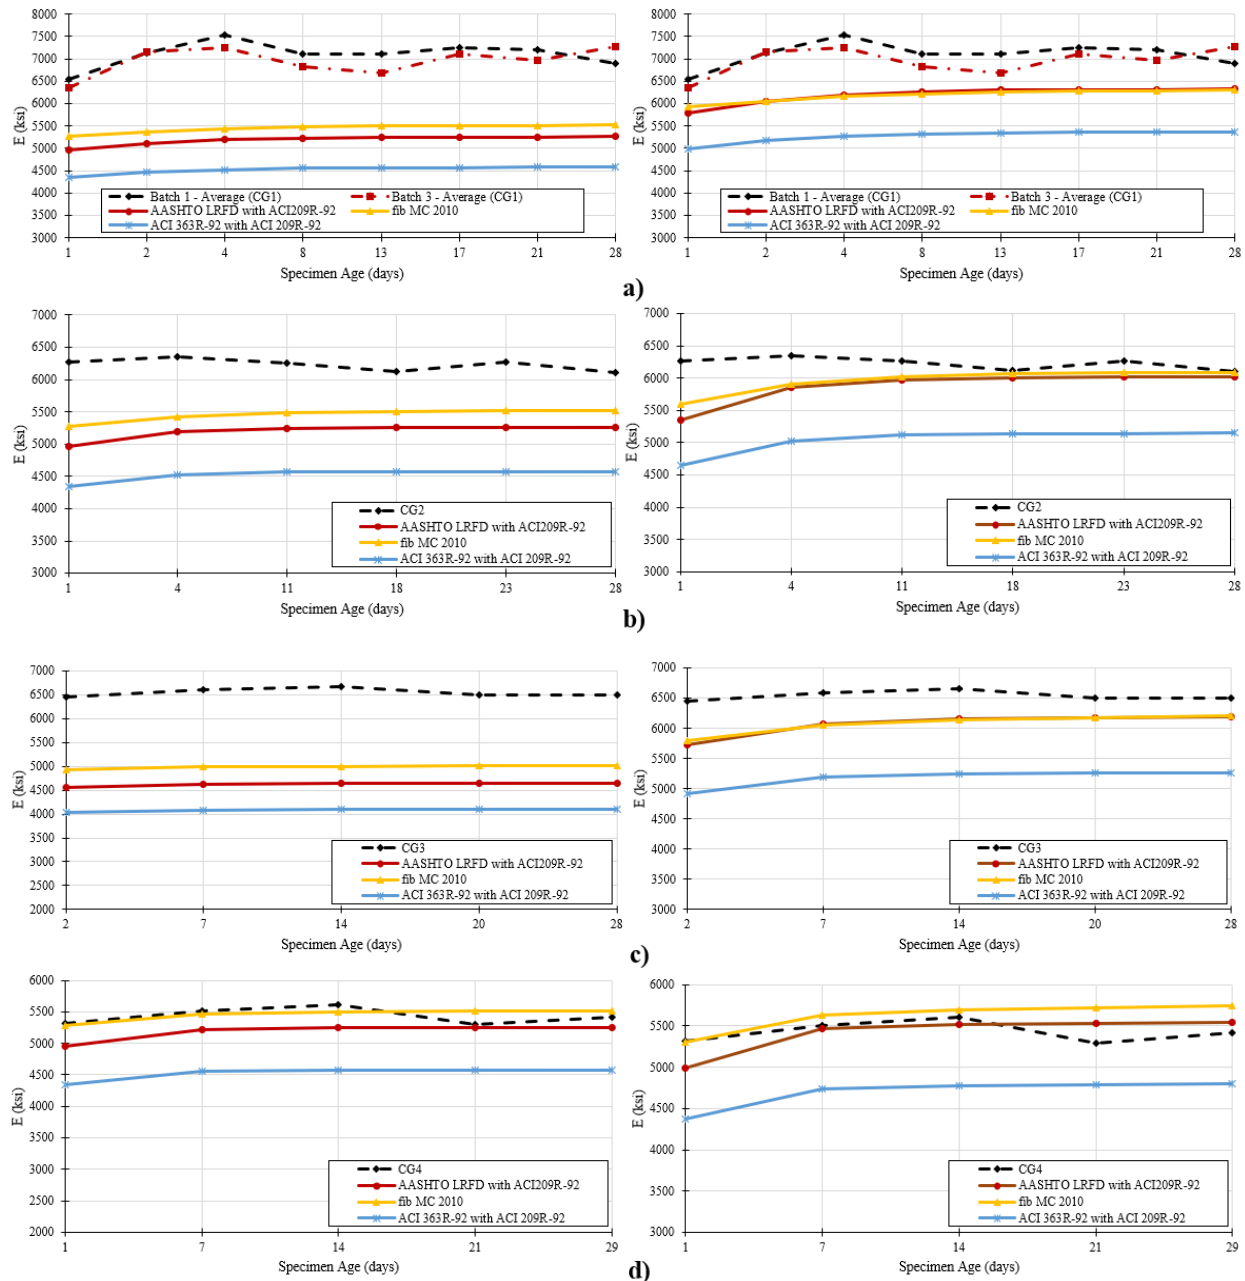 8000
7500
7000
6500
6000
5500
5000
4500
4000
3500
3000
E (ksi)
Batch 1 - Average (CG1)
Batch 3 - Average (CG1)
AASHTO LRFD with ACI209R-92
fib MC 2010
ACI 363R-92 with ACI 209R-92
1 2 4 8 13 17 21 28
Specimen Age (days)
8000
7500
7000
6500
6000
5500
5000
4500
4000
3500
3000
E (ksi)
Batch 1 - Average (CG1)
Batch 3 - Average (CG1)
AASHTO LRFD with ACI209R-92
fib MC 2010
ACI 363R-92 with ACI 209R-92
1 2 4 8 13 17 21 28
Specimen Age (days)
a)
7000
6500
6000
5500
5000
4500
4000
3500
3000
E (ksi)
CG2
AASHTO LRFD with ACI209R-92
fib MC 2010
ACI 363R-92 with ACI 209R-92
1 4 11 18 23 28
Specimen Age (days)
7000
6500
6000
5500
5000
4500
4000
3500
3000
E (ksi)
CG2
AASHTO LRFD with ACI209R-92
fib MC 2010
ACI 363R-92 with ACI 209R-92
1 4 11 18 23 28
Specimen Age (days)
b)
7000
6500
6000
5500
5000
4500
4000
3500
3000
2500
2000
E (ksi)
CG3
AASHTO LRFD with ACI209R-92
fib MC 2010
ACI 363R-92 with ACI 209R-92
2 7 14 20 28
Specimen Age (days)
7000
6500
6000
5500
5000
4500
4000
3500
3000
E (ksi)
CG3
AASHTO LRFD with ACI209R-92
fib MC 2010
ACI 363R-92 with ACI 209R-92
2 7 14 20 28
Specimen Age (days)
c)
6000
5500
5000
4500
4000
3500
3000
2500
2000
E (ksi)
CG4
AASHTO LRFD with ACI209R-92
fib MC 2010
ACI 363R-92 with ACI 209R-92
1 7 14 21 29
Specimen Age (days)
6000
5500
5000
4500
4000
3500
3000
E (ksi)
CG4
AASHTO LRFD with ACI209R-92
fib MC 2010
ACI 363R-92 with ACI 209R-92
1 7 14 21 29
Specimen Age (days)
d)